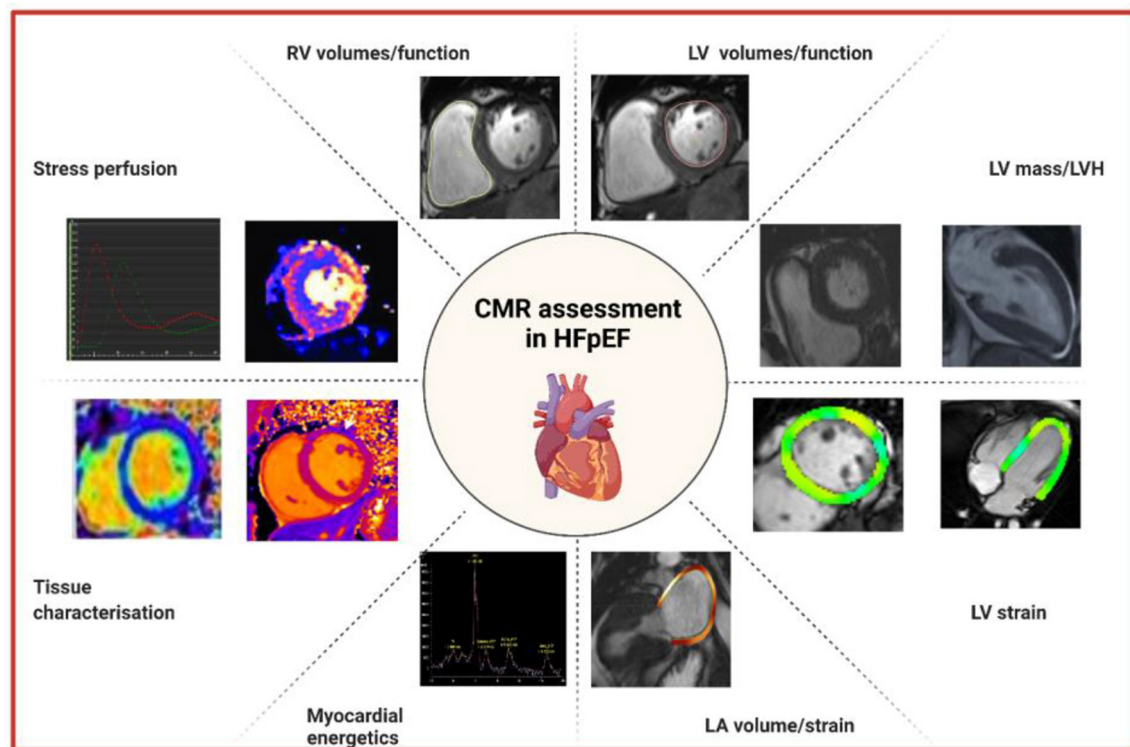 RV volumes/function
LV volumes/function
Stress perfusion
LV mass/LVH
CMR assessment
in HFpEF
Tissue
characterisation
LV strain
Myocardial
energetics
LA volume/strain